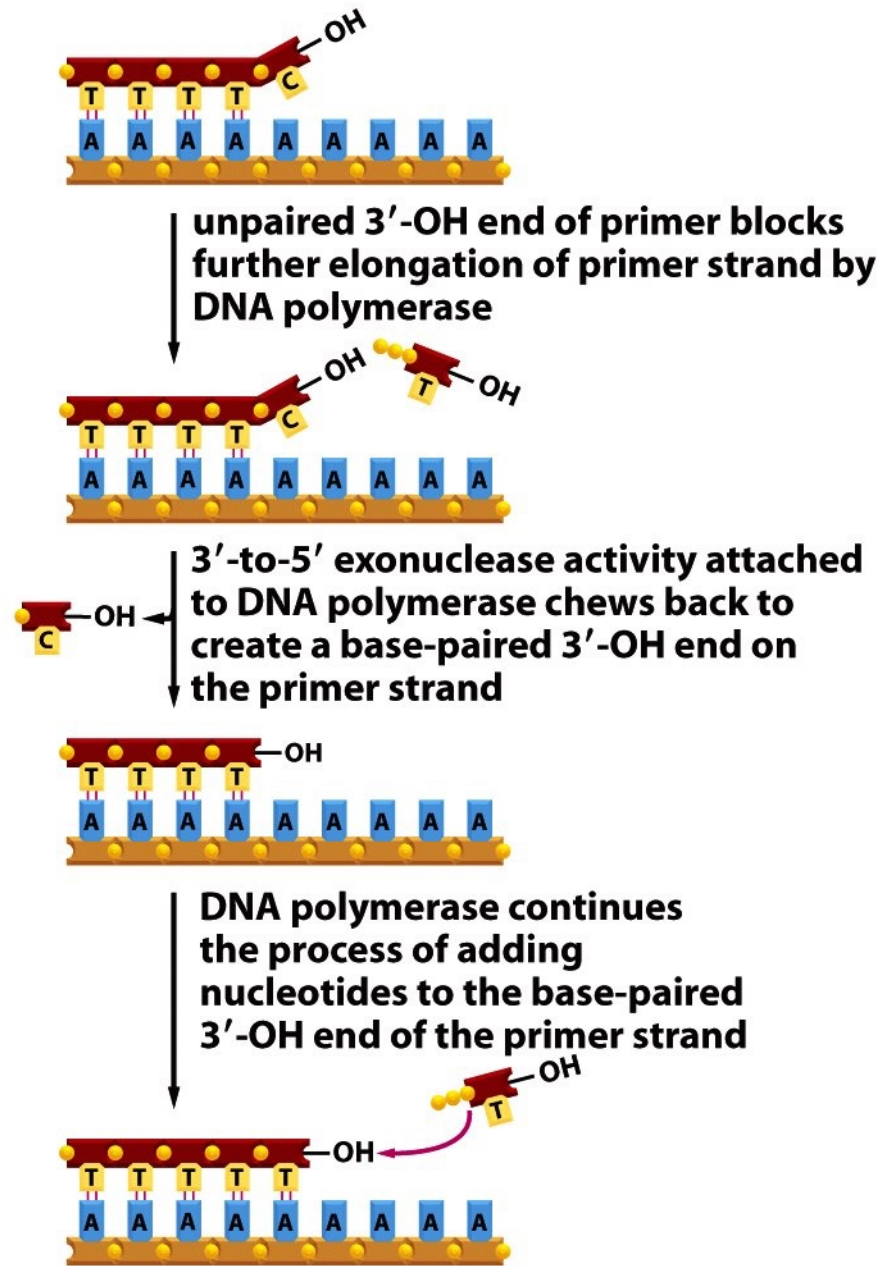 OH
C
T T T T
A A A A A A A A A
unpaired 3′-OH end of primer blocks
further elongation of primer strand by
DNA polymerase
OH
OH
T
C
T T T T
A A A A A A A A A
3′-to-5′ exonuclease activity attached
to DNA polymerase chews back to
create a base-paired 3′-OH end on
the primer strand
OH
C
OH
T T T T
A A A A A A A A A
DNA polymerase continues
the process of adding
nucleotides to the base-paired
3′-OH end of the primer strand
OH
T
OH
T T T T T
A A A A A A A A A